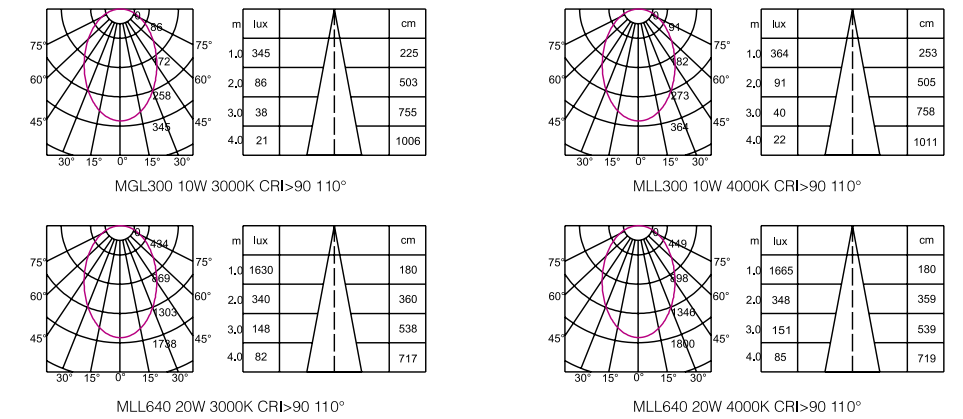 0
86
172
258
345
75° 75°
60° 60°
45° 45°
30° 15° 0° 15° 30°
m lux cm
1.0 345 225
2.0 86 503
3.0 38 755
4.0 21 1006
MGL300 10W 3000K CRI>90 110°
0
91
182
273
364
75° 75°
60° 60°
45° 45°
30° 15° 0° 15° 30°
m lux cm
1.0 364 253
2.0 91 505
3.0 40 758
4.0 22 1011
MLL300 10W 4000K CRI>90 110°
0
434
869
1303
1738
75° 75°
60° 60°
45° 45°
30° 15° 0° 15° 30°
m lux cm
1.0 1630 180
2.0 340 360
3.0 148 538
4.0 82 717
MLL640 20W 3000K CRI>90 110°
0
449
898
1346
1800
75° 75°
60° 60°
45° 45°
30° 15° 0° 15° 30°
m lux cm
1.0 1665 180
2.0 348 359
3.0 151 539
4.0 85 719
MLL640 20W 4000K CRI>90 110°